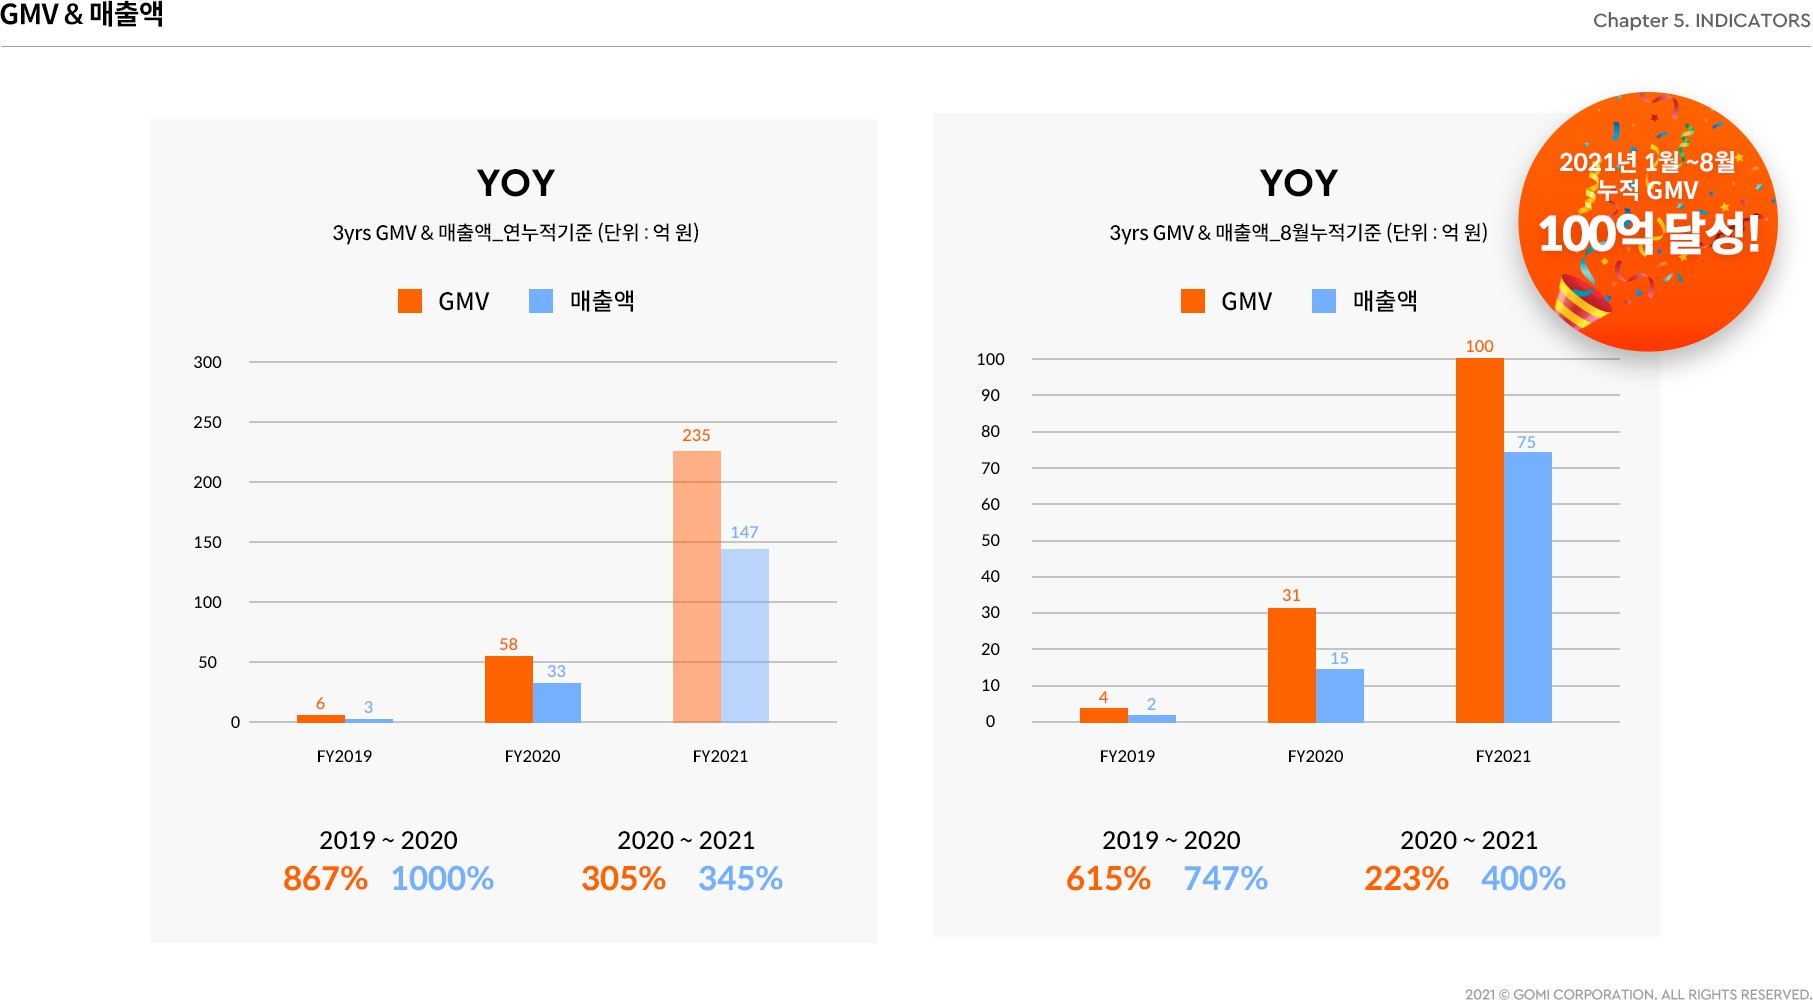 GMV & 매출액
Chapter 5. INDICATORS
YOY
3yrs GMV & 매출액_연누적기준 (단위 : 억 원)
GMV 매출액
300
250
200
150
100
50
0
235
147
58
33
6
3
FY2019 FY2020 FY2021
2019 ~ 2020 2020 ~ 2021
867% 1000% 305% 345%
YOY
3yrs GMV & 매출액_8월누적기준 (단위 : 억 원)
GMV 매출액
2021년 1월 ~8월
누적 GMV
100억 달성!
100
90
80
70
60
50
40
30
20
10
0
100
75
31
15
4
2
FY2019 FY2020 FY2021
2019 ~ 2020 2020 ~ 2021
615% 747% 223% 400%
2021 © GOMI CORPORATION. ALL RIGHTS RESERVED.